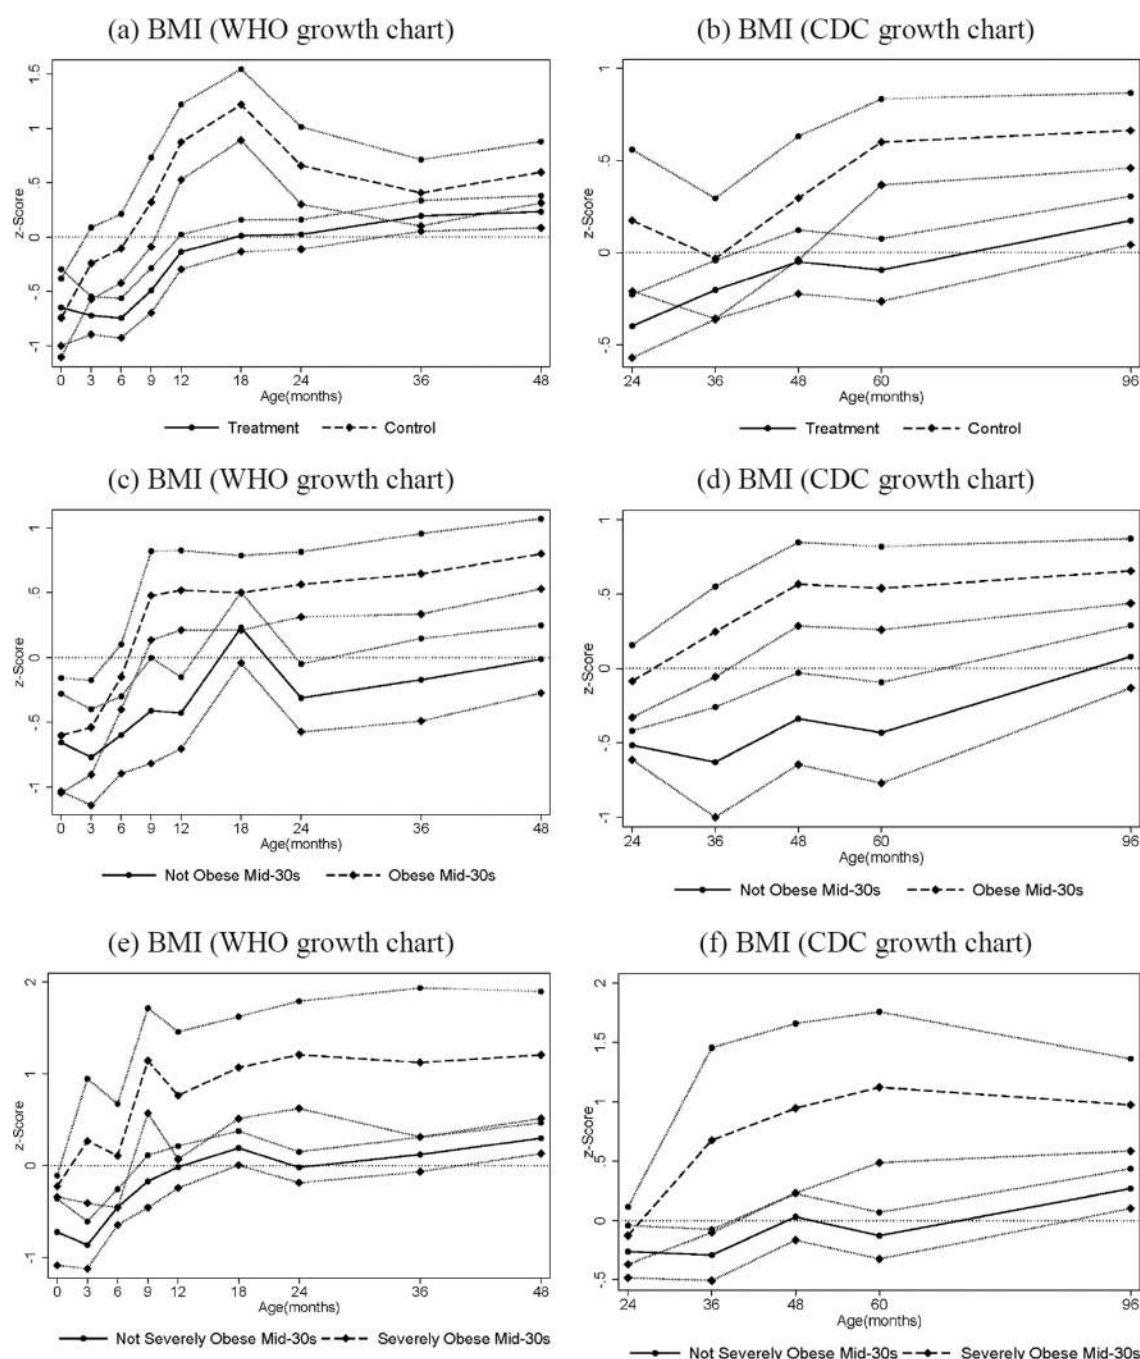 (a) BMI (WHO growth chart)
z-Score
1.5
1
.5
0
-.5
-1
0 3 6 9 12 18 24 36 48
Age(months)
Treatment Control
(b) BMI (CDC growth chart)
z-Score
1
.5
0
-.5
24 36 48 60 96
Age(months)
Treatment Control
(c) BMI (WHO growth chart)
z-Score
1
.5
0
-.5
-1
0 3 6 9 12 18 24 36 48
Age(months)
Not Obese Mid-30s Obese Mid-30s
(d) BMI (CDC growth chart)
z-Score
1
.5
0
-.5
-1
24 36 48 60 96
Age(months)
Not Obese Mid-30s Obese Mid-30s
(e) BMI (WHO growth chart)
z-Score
2
1
0
-1
0 3 6 9 12 18 24 36 48
Age(months)
Not Severely Obese Mid-30s Severely Obese Mid-30s
(f) BMI (CDC growth chart)
z-Score
2
1.5
1
.5
0
-.5
24 36 48 60 96
Age(months)
Not Severely Obese Mid-30s Severely Obese Mid-30s